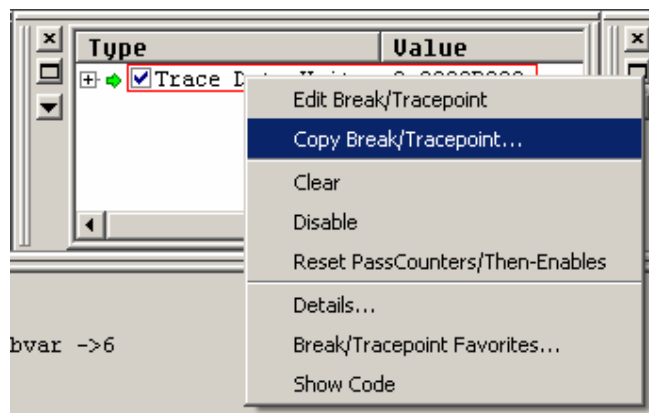 Type Value
Trace
Edit Break/Tracepoint
Copy Break/Tracepoint...
Clear
Disable
Reset PassCounters/Then-Enables
Details...
bvar ->6
Break/Tracepoint Favorites...
Show Code